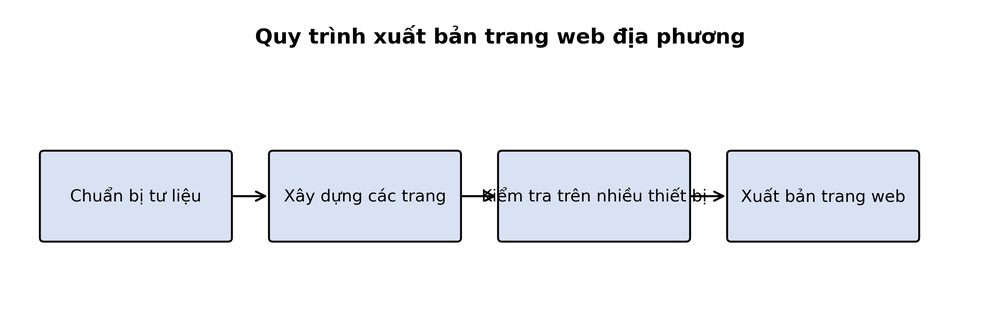 Quy trình xuất bản trang web địa phương
Chuẩn bị tư liệu
Xây dựng các trang
Kiểm tra trên nhiều thiết bị
Xuất bản trang web